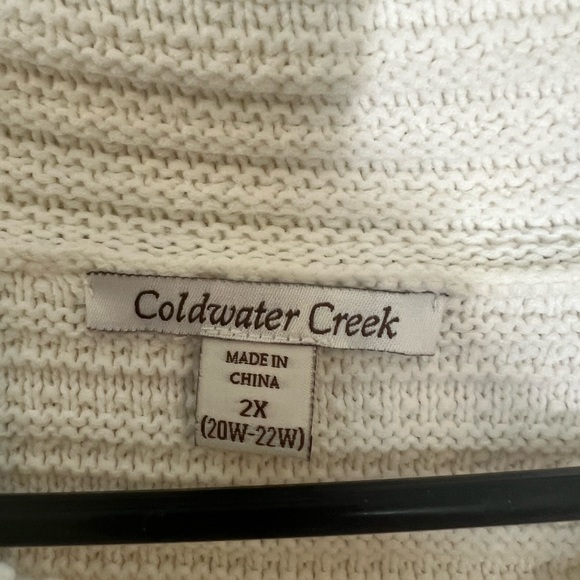 Coldwater Creek
MADE IN
CHINA
2X
(20W-22W)